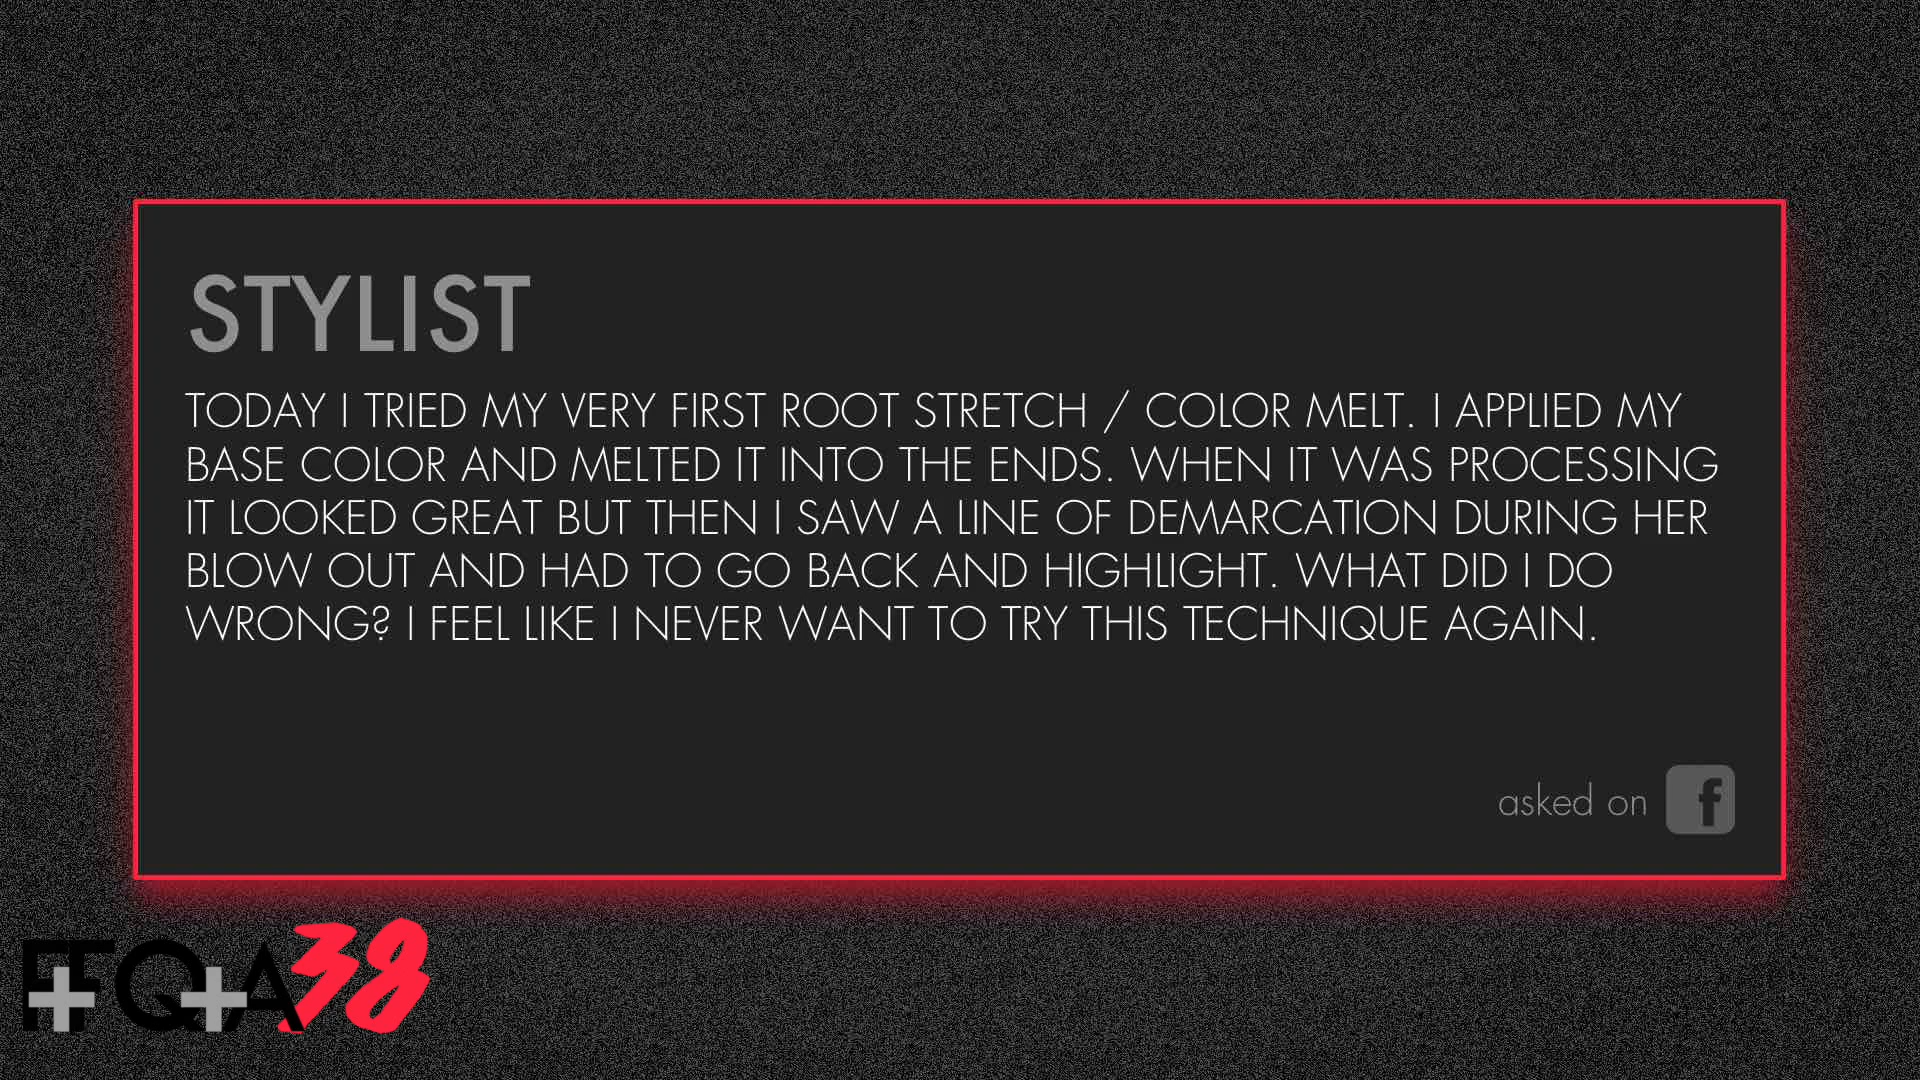 STYLIST
TODAY I TRIED MY VERY FIRST ROOT STRETCH / COLOR MELT. I APPLIED MY
BASE COLOR AND MELTED IT INTO THE ENDS. WHEN IT WAS PROCESSING
IT LOOKED GREAT BUT THEN I SAW A LINE OF DEMARCATION DURING HER
BLOW OUT AND HAD TO GO BACK AND HIGHLIGHT. WHAT DID I DO
WRONG? I FEEL LIKE I NEVER WANT TO TRY THIS TECHNIQUE AGAIN.
asked on f
FFQ+A38